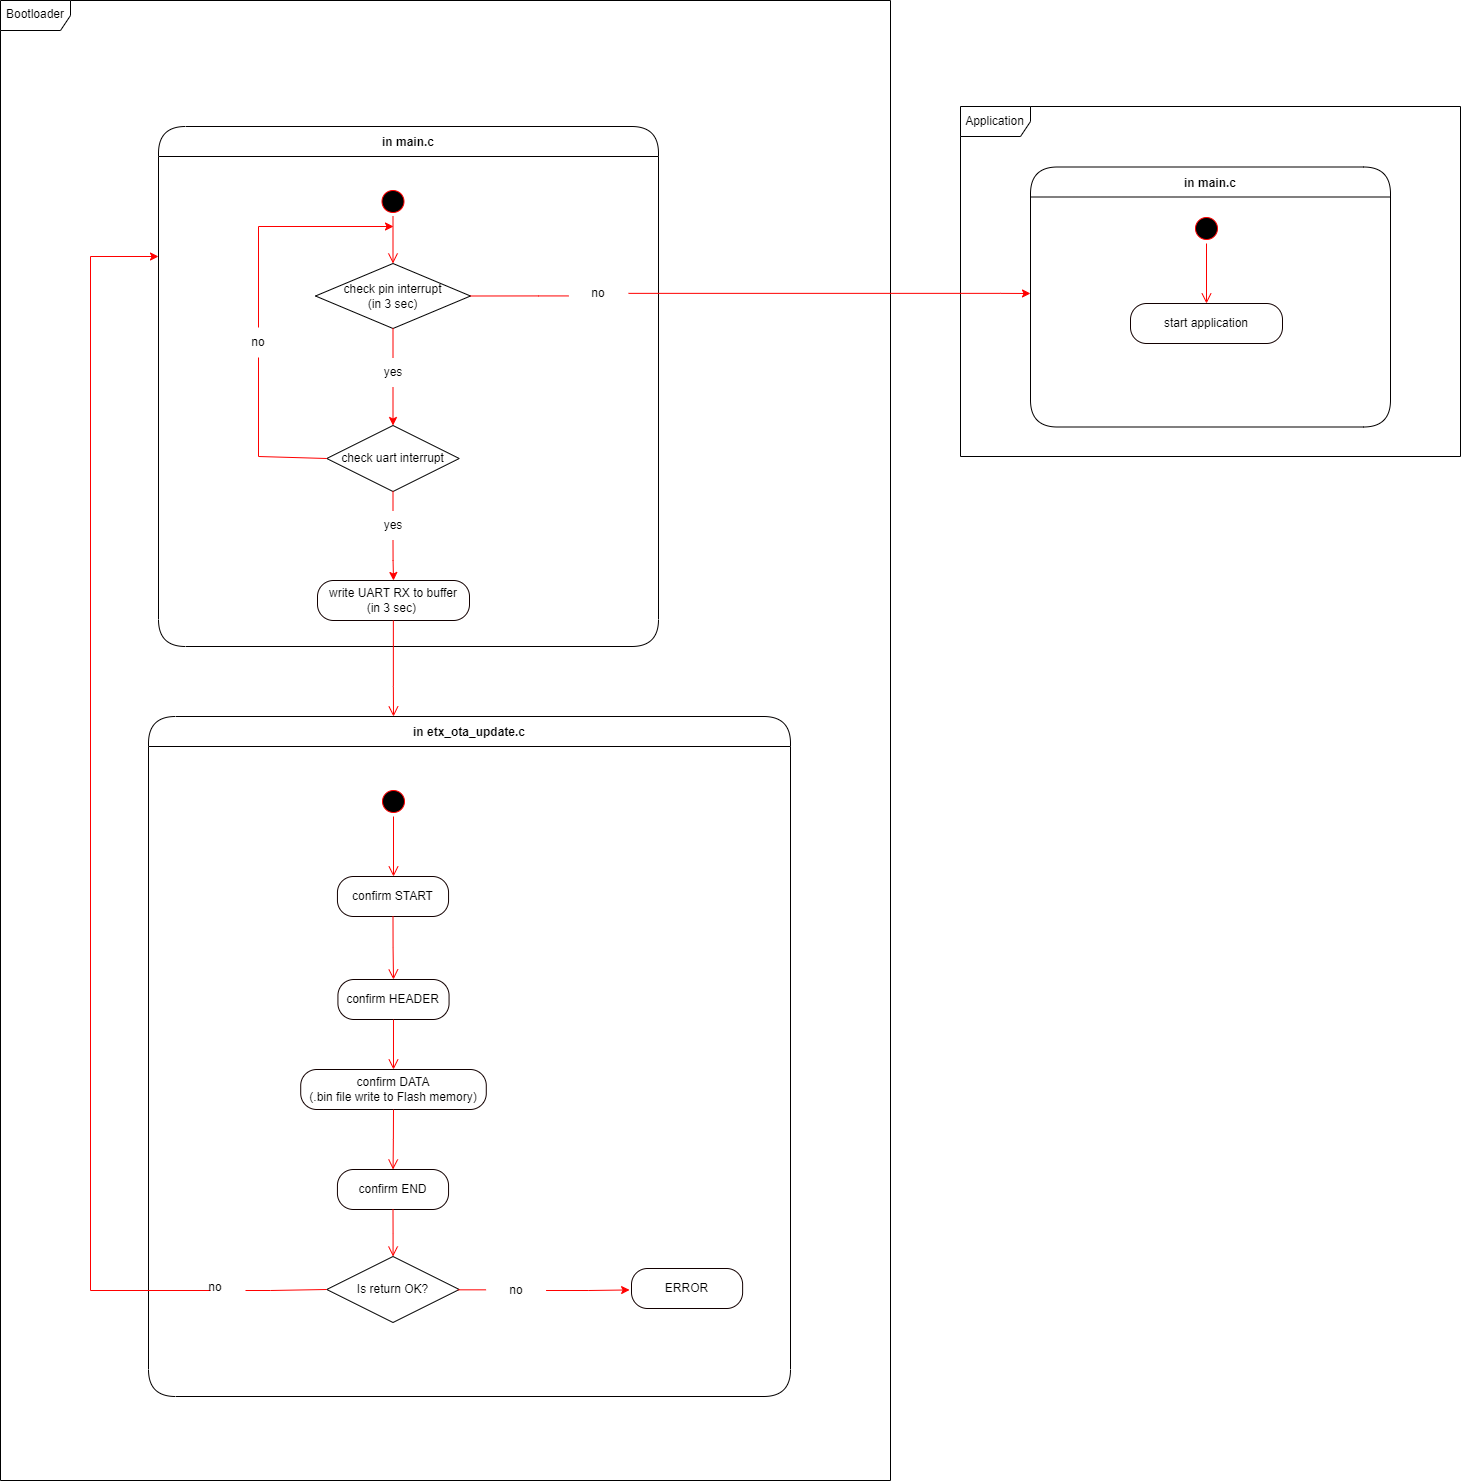 Bootloader
in main.c
check pin interrupt
(in 3 sec)
no
no
yes
check uart interrupt
yes
write UART RX to buffer
(in 3 sec)
Application
in main.c
start application
in etx_ota_update.c
confirm START
confirm HEADER
confirm DATA
(.bin file write to Flash memory)
confirm END
no
Is return OK?
no
ERROR